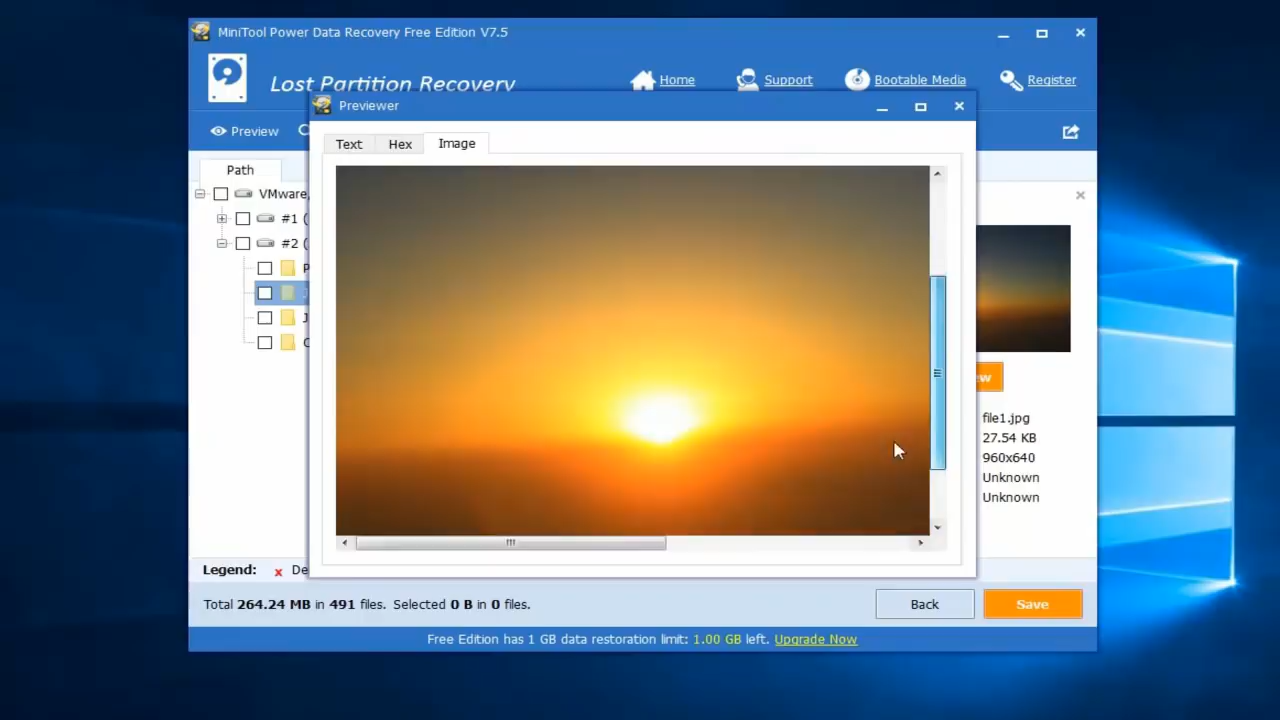 MiniTool Power Data Recovery Free Edition V7.5
Lost Partition Recovery
Home
Support
Bootable Media
Register
Previewer
Preview
Text
Hex
Image
Path
VMware,
#1 (
#2 (
file1.jpg
27.54 KB
960x640
Unknown
Unknown
Legend: x De
Total 264.24 MB in 491 files. Selected 0 B in 0 files.
Back
Save
Free Edition has 1 GB data restoration limit: 1.00 GB left. Upgrade Now